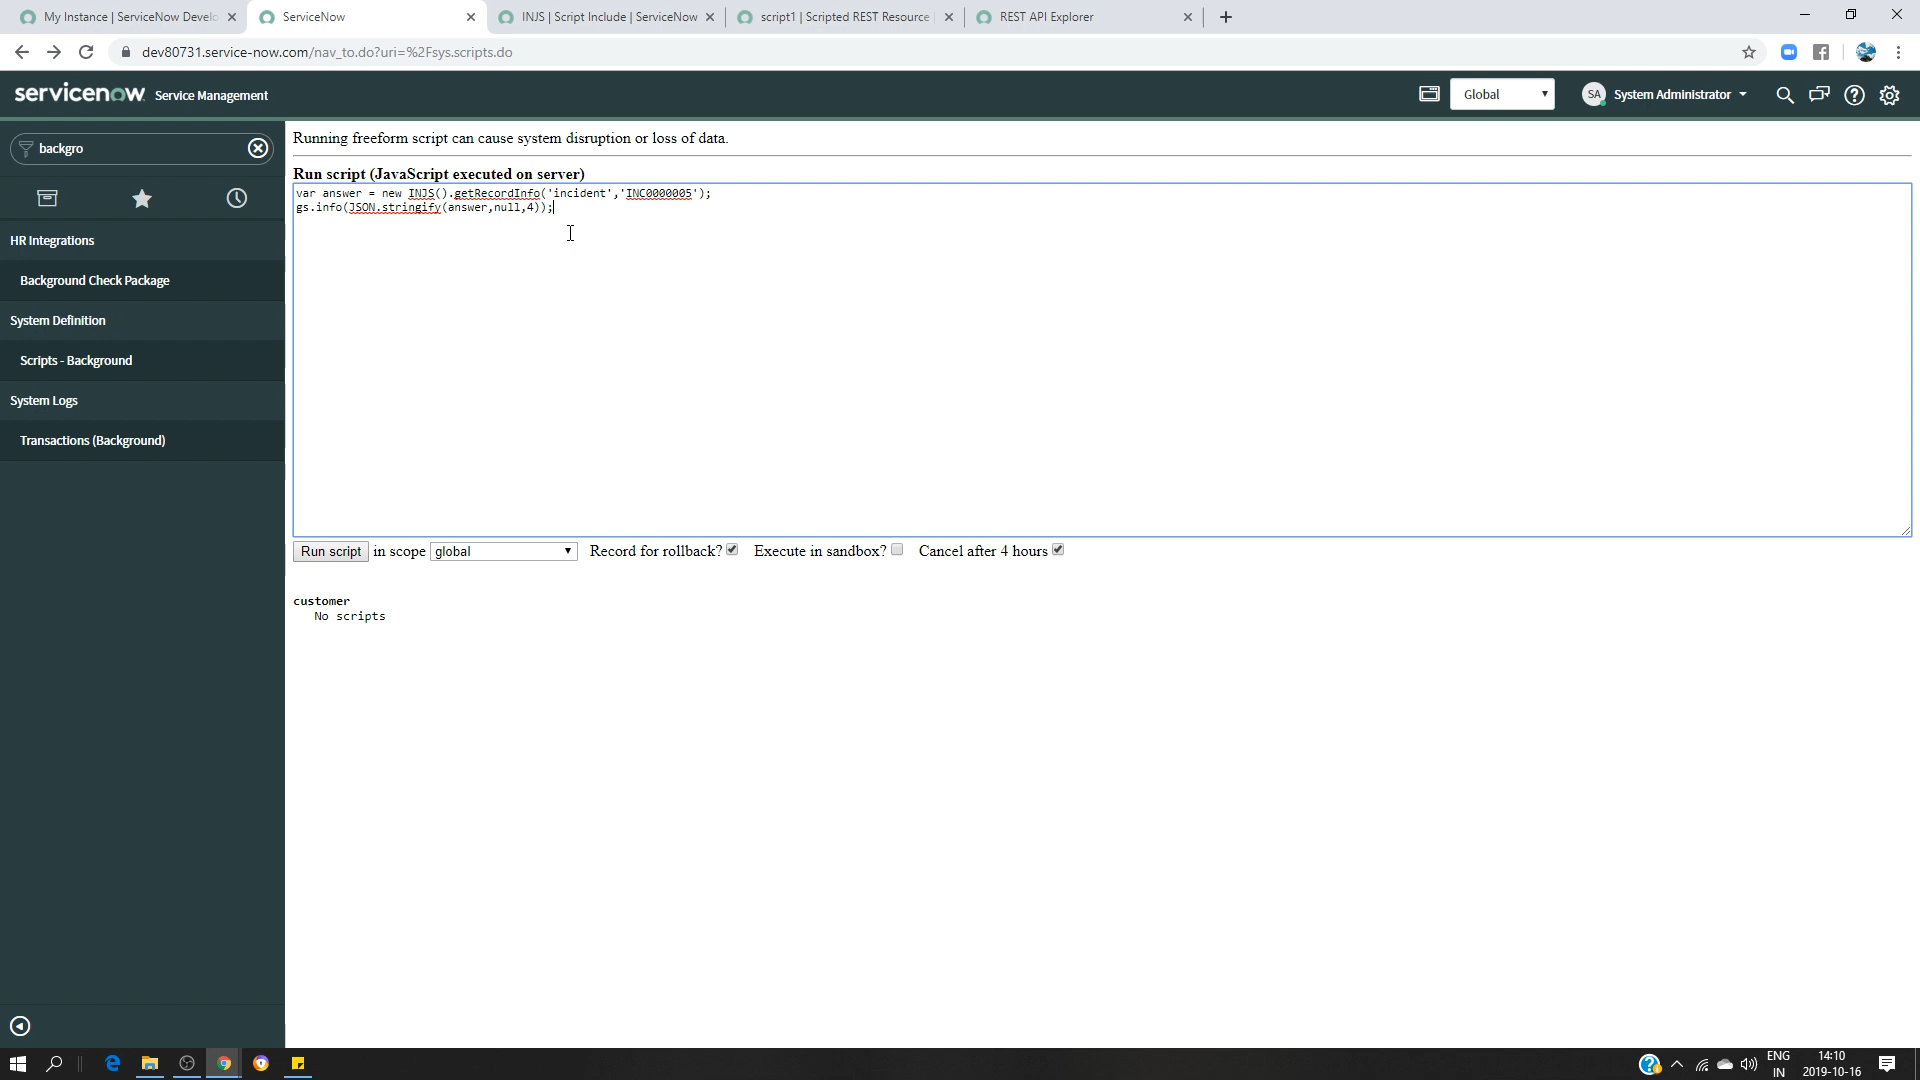 My Instance | ServiceNow Develo
ServiceNow
INJS | Script Include | ServiceNow
script1 | Scripted REST Resource |
REST API Explorer
dev80731.service-now.com/nav_to.do?uri=%2Fsys.scripts.do
servicenow Service Management
Global
SA System Administrator
backgro
HR Integrations
Background Check Package
System Definition
Scripts - Background
System Logs
Transactions (Background)
Running freeform script can cause system disruption or loss of data.
Run script (JavaScript executed on server)
var answer = new INJS().getRecordInfo('incident','INC0000005');
gs.info(JSON.stringify(answer,null,4));
Run script in scope global Record for rollback? Execute in sandbox? Cancel after 4 hours
customer
No scripts
ENG
IN
14:10
2019-10-16